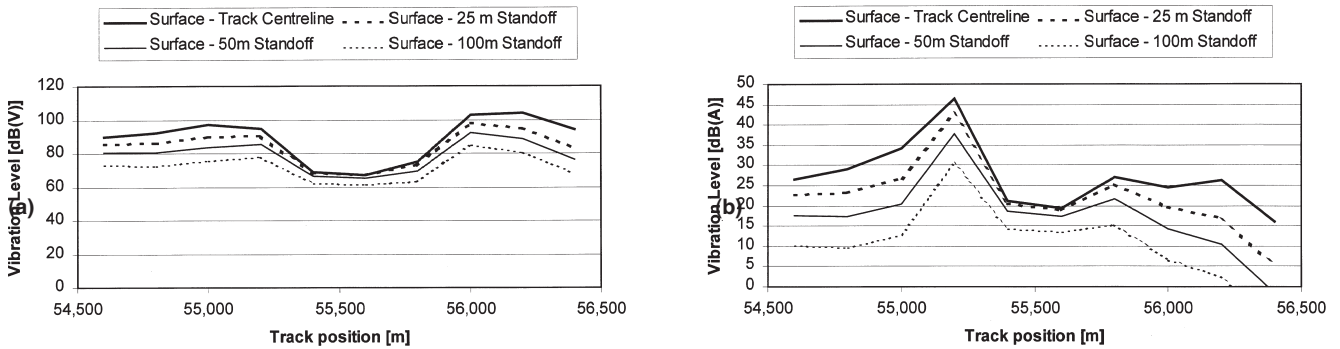 Surface - Track Centreline
Surface - 25 m Standoff
Surface - 50m Standoff
Surface - 100m Standoff
120
100
80
60
40
20
0
Vibration Level [dB(V)]
(a)
54,500
55,000
55,500
56,000
56,500
Track position [m]
Surface - Track Centreline
Surface - 25 m Standoff
Surface - 50m Standoff
Surface - 100m Standoff
50
45
40
35
30
25
20
15
10
5
0
Vibration Level [dB(A)]
(b)
54,500
55,000
55,500
56,000
56,500
Track position [m]